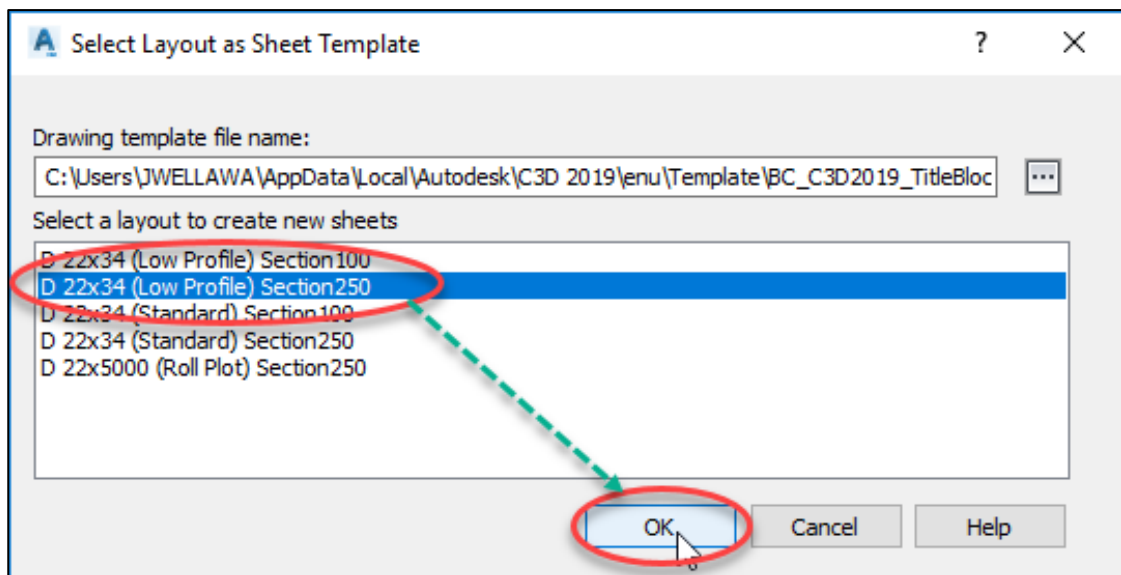 Select Layout as Sheet Template
Drawing template file name:
C:\Users\JWELLAWA\AppData\Local\Autodesk\C3D 2019\enu\Template\BC_C3D2019_TitleBloc
Select a layout to create new sheets
D 22x34 (Low Profile) Section100
D 22x34 (Low Profile) Section250
D 22x34 (Standard) Section100
D 22x34 (Standard) Section250
D 22x5000 (Roll Plot) Section250
OK Cancel Help